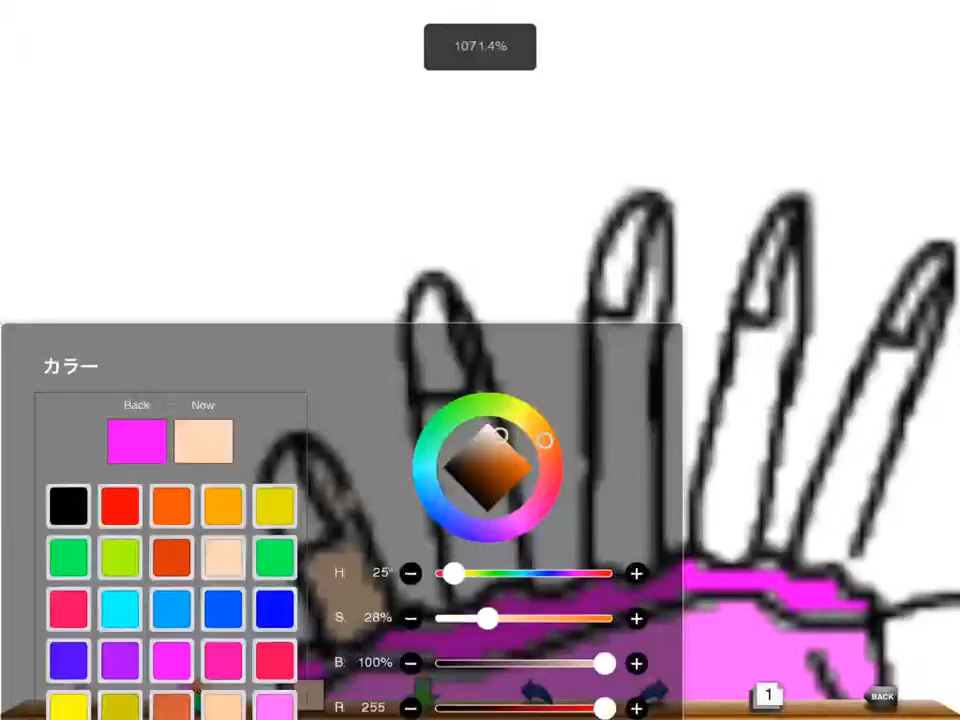 1071.4%
カラー
Back Now
H: 25° − +
S: 28% − +
B: 100% − +
R 255 − +
1
BACK